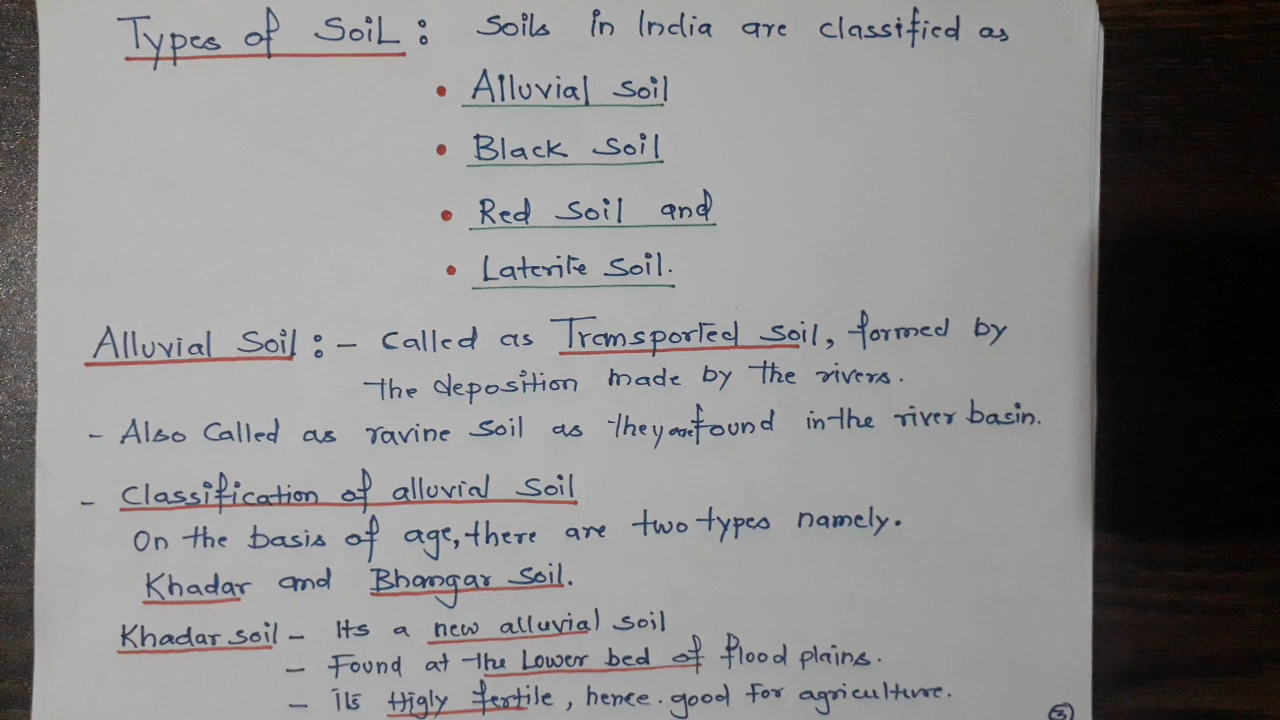 Types of Soil : Soils in India are classified as
• Alluvial soil
• Black soil
• Red soil and
• Laterite soil.
Alluvial Soil :- Called as Transported soil, formed by
the deposition made by the rivers.
- Also called as ravine soil as they are found in the river basin.
- Classification of alluvial soil
On the basis of age, there are two types namely.
Khadar and Bhangar soil.
Khadar soil - Its a new alluvial soil
- Found at the Lower bed of flood plains.
- Its Higly fertile, hence. good for agriculture.
3